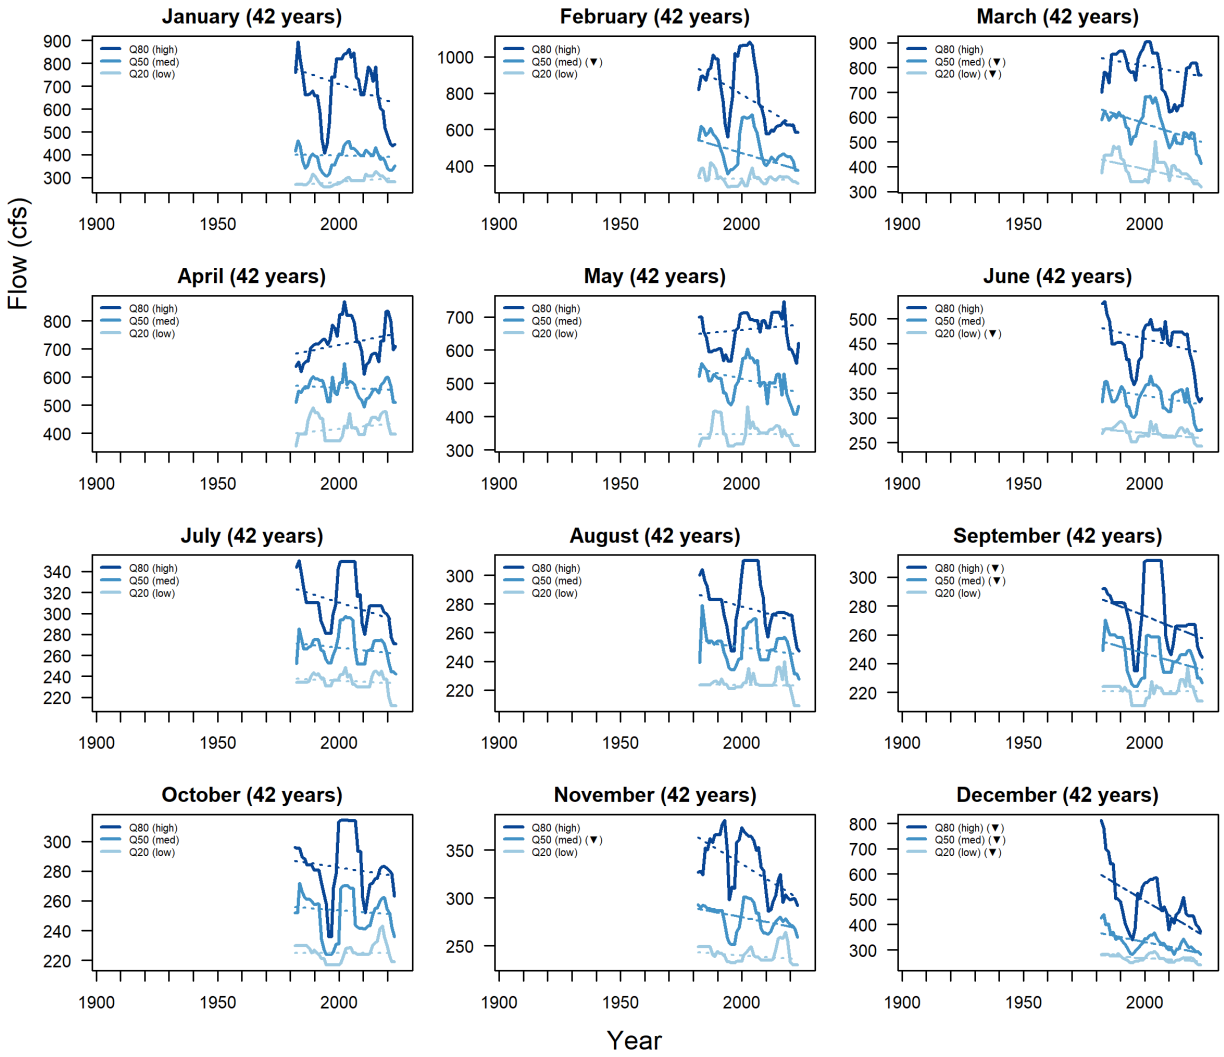 January (42 years)
900
800
700
600
500
400
300
Q80 (high)
Q50 (med)
Q20 (low)
1900
1950
2000
February (42 years)
1000
800
600
400
Q80 (high)
Q50 (med) (▼)
Q20 (low)
1900
1950
2000
March (42 years)
900
800
700
600
500
400
300
Q80 (high)
Q50 (med) (▼)
Q20 (low) (▼)
1900
1950
2000
Flow (cfs)
April (42 years)
800
700
600
500
400
Q80 (high)
Q50 (med)
Q20 (low)
1900
1950
2000
May (42 years)
700
600
500
400
300
Q80 (high)
Q50 (med)
Q20 (low)
1900
1950
2000
June (42 years)
500
450
400
350
300
250
Q80 (high)
Q50 (med)
Q20 (low) (▼)
1900
1950
2000
July (42 years)
340
320
300
280
260
240
220
Q80 (high)
Q50 (med)
Q20 (low)
1900
1950
2000
August (42 years)
300
280
260
240
220
Q80 (high)
Q50 (med)
Q20 (low)
1900
1950
2000
September (42 years)
300
280
260
240
220
Q80 (high) (▼)
Q50 (med) (▼)
Q20 (low)
1900
1950
2000
October (42 years)
300
280
260
240
220
Q80 (high)
Q50 (med)
Q20 (low)
1900
1950
2000
November (42 years)
350
300
250
Q80 (high)
Q50 (med) (▼)
Q20 (low)
1900
1950
2000
December (42 years)
800
700
600
500
400
300
Q80 (high) (▼)
Q50 (med) (▼)
Q20 (low) (▼)
1900
1950
2000
Year